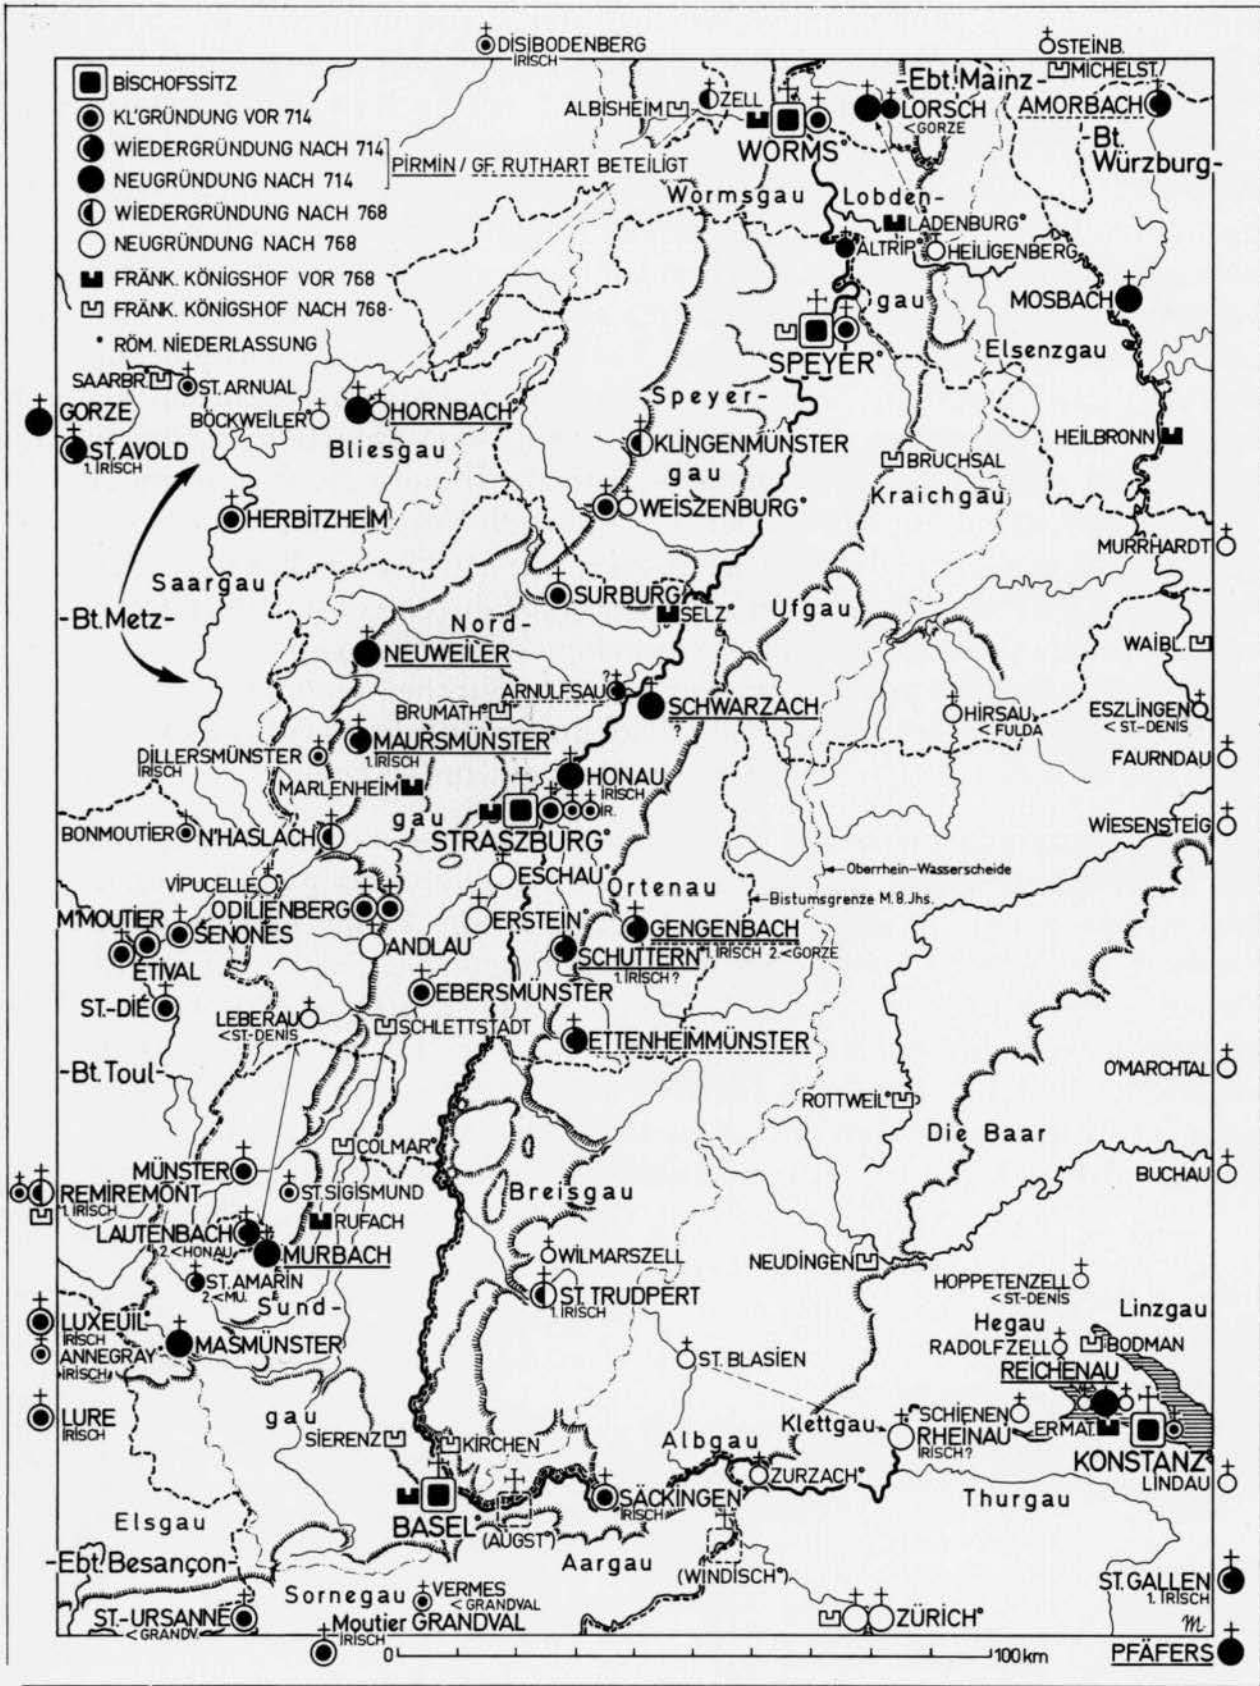 DISIBODENBERG
IRISCH
STEINB.
MICHELST.
BISCHOFSSITZ
KL'GRÜNDUNG VOR 714
WIEDERGRÜNDUNG NACH 714
NEUGRÜNDUNG NACH 714
PIRMIN / GF. RUTHART BETEILIGT
WIEDERGRÜNDUNG NACH 768
NEUGRÜNDUNG NACH 768
FRÄNK. KÖNIGSHOF VOR 768
FRÄNK. KÖNIGSHOF NACH 768
RÖM. NIEDERLASSUNG
ALBISHEIM
ZELL
WORMS°
-Ebt. Mainz-
LORSCH
<GORZE
AMORBACH
Bt.
Würzburg-
Wormsgau
Lobden-
LADENBURG°
ALTRIP°
HEILIGENBERG
gau
MOSBACH
SPEYER°
Elsenzgau
SAARBR.
ST. ARNUAL
GORZE
ST. AVOLD
1. IRISCH
BÖCKWEILER°
HORNBACH°
Bliesgau
Speyer-
gau
KLINGENMÜNSTER
HEILBRONN
BRUCHSAL
Kraichgau
HERBITZHEIM
WEISZENBURG°
MURRHARDT
Saargau
-Bt. Metz-
SURBURG
SELZ°
Ufgau
Nord-
WAIBL.
NEUWEILER
ARNULFSAU
?
SCHWARZACH
?
BRUMATH°
HIRSAU
< FULDA
ESZLINGEN
< ST-DENIS
MAURSMÜNSTER°
1. IRISCH
DILLERSMÜNSTER
IRISCH
FAURNDAU
HONAU
IRISCH
MARLENHEIM°
gau
IR.
STRASZBURG°
BONMOUTIER
N'HASLACH
WIESENSTEIG
ESCHAU°
Oberrhein-Wasserscheide
VIPUCELLE
Ortenau
Bistumsgrenze M. 8. Jhs.
ODILIENBERG
M'MOUTIER
SENONES
ERSTEIN°
GENGENBACH
1. IRISCH 2.<GORZE
ANDLAU
SCHUTTERN°
1. IRISCH ?
ÉTIVAL
EBERSMÜNSTER
ST.-DIÉ
LEBERAU
<ST-DENIS
SCHLETTSTADT
ETTENHEIMMÜNSTER
-Bt. Toul-
O'MARCHTAL
ROTTWEIL°
Die Baar
COLMAR°
MÜNSTER
BUCHAU
REMIREMONT
1. IRISCH
ST. SIGISMUND
Breisgau
RUFACH
LAUTENBACH
2.<HONAU
MURBACH
WILMARSZELL
NEUDINGEN
ST. AMARIN
2.<MU.
ST. TRUDPERT
1. IRISCH
HOPPETENZELL
< ST-DENIS
Sund-
Linzgau
LUXEUIL°
IRISCH
Hegau
ANNEGRAY°
IRISCH
MASMÜNSTER
RADOLFZELL
BODMAN
ST. BLASIEN
REICHENAU
LURE
IRISCH
gau
Klettgau
SCHIENEN
ERMAT.
SIERENZ
KIRCHEN
Albgau
RHEINAU
IRISCH?
KONSTANZ°
ZURZACH°
LINDAU
Thurgau
SÄCKINGEN
IRISCH
BASEL°
(AUGST°)
Elsgau
Aargau
-Ebt. Besançon-
(WINDISCH°)
Sornegau
VERMES
< GRANDVAL
ST. GALLEN
1. IRISCH
ST.-URSANNE
< GRANDV.
Moutier GRANDVAL
IRISCH
ZÜRICH°
M.
0
100 km
PFÄFERS